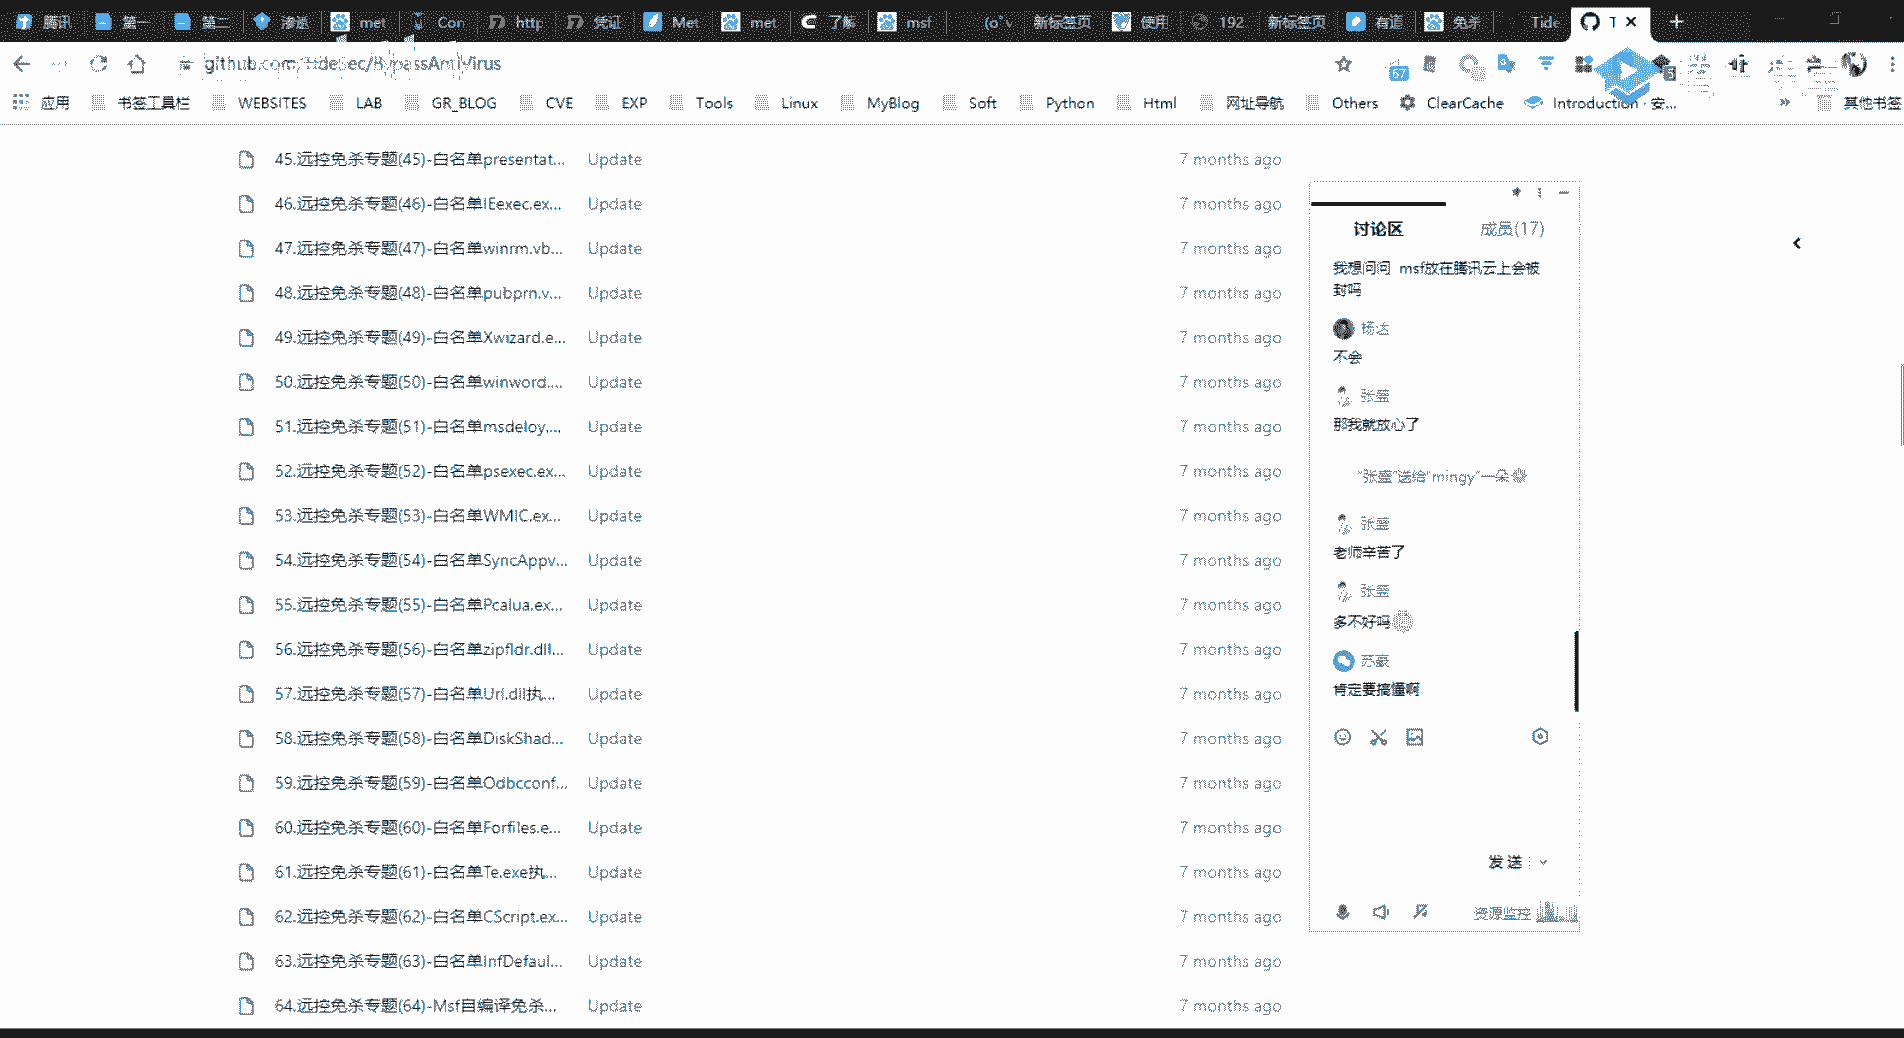 腾讯 第一 第二 渗透 met Con http 凭证 Met met 了解 msf (o˚v 新标签页 使用 192. 新标签页 有道 免杀 Tide T
github.com/Tidesec/BypassAntiVirus
67 5
应用 书签工具栏 WEBSITES LAB GR_BLOG CVE EXP Tools Linux MyBlog Soft Python Html 网址导航 Others ClearCache Introduction · 安... » 其他书签
45.远控免杀专题(45)-白名单presentat... Update 7 months ago
46.远控免杀专题(46)-白名单IEexec.ex... Update 7 months ago
47.远控免杀专题(47)-白名单winrm.vb... Update 7 months ago
48.远控免杀专题(48)-白名单pubprn.v... Update 7 months ago
49.远控免杀专题(49)-白名单Xwizard.e... Update 7 months ago
50.远控免杀专题(50)-白名单winword.... Update 7 months ago
51.远控免杀专题(51)-白名单msdeloy.... Update 7 months ago
52.远控免杀专题(52)-白名单psexec.ex... Update 7 months ago
53.远控免杀专题(53)-白名单WMIC.ex... Update 7 months ago
54.远控免杀专题(54)-白名单SyncAppv... Update 7 months ago
55.远控免杀专题(55)-白名单Pcalua.ex... Update 7 months ago
56.远控免杀专题(56)-白名单zipfldr.dll... Update 7 months ago
57.远控免杀专题(57)-白名单Url.dll执... Update 7 months ago
58.远控免杀专题(58)-白名单DiskShad... Update 7 months ago
59.远控免杀专题(59)-白名单Odbcconf... Update 7 months ago
60.远控免杀专题(60)-白名单Forfiles.e... Update 7 months ago
61.远控免杀专题(61)-白名单Te.exe执... Update 7 months ago
62.远控免杀专题(62)-白名单CScript.ex... Update 7 months ago
63.远控免杀专题(63)-白名单InfDefaul... Update 7 months ago
64.远控免杀专题(64)-Msf自编译免杀... Update 7 months ago
讨论区 成员(17)
我想问问 msf放在腾讯云上会被
封吗
杨达
不会
张盛
那我就放心了
"张盛"送给"mingy"一朵
张盛
老师辛苦了
张盛
多不好吗
苏豪
肯定要搞懂啊
发 送
资源监控